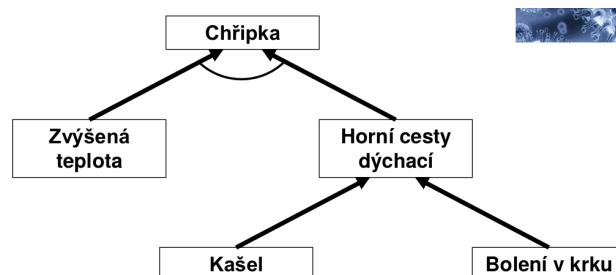 Chřipka
Zvýšená
teplota
Horní cesty
dýchací
Kašel
Bolení v krku